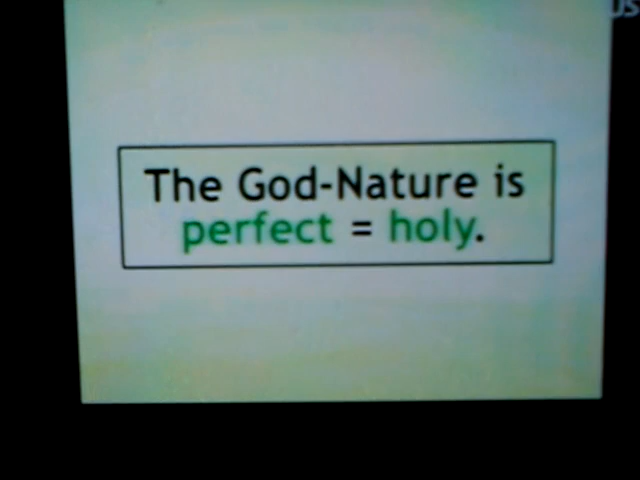 The God-Nature is
perfect = holy.